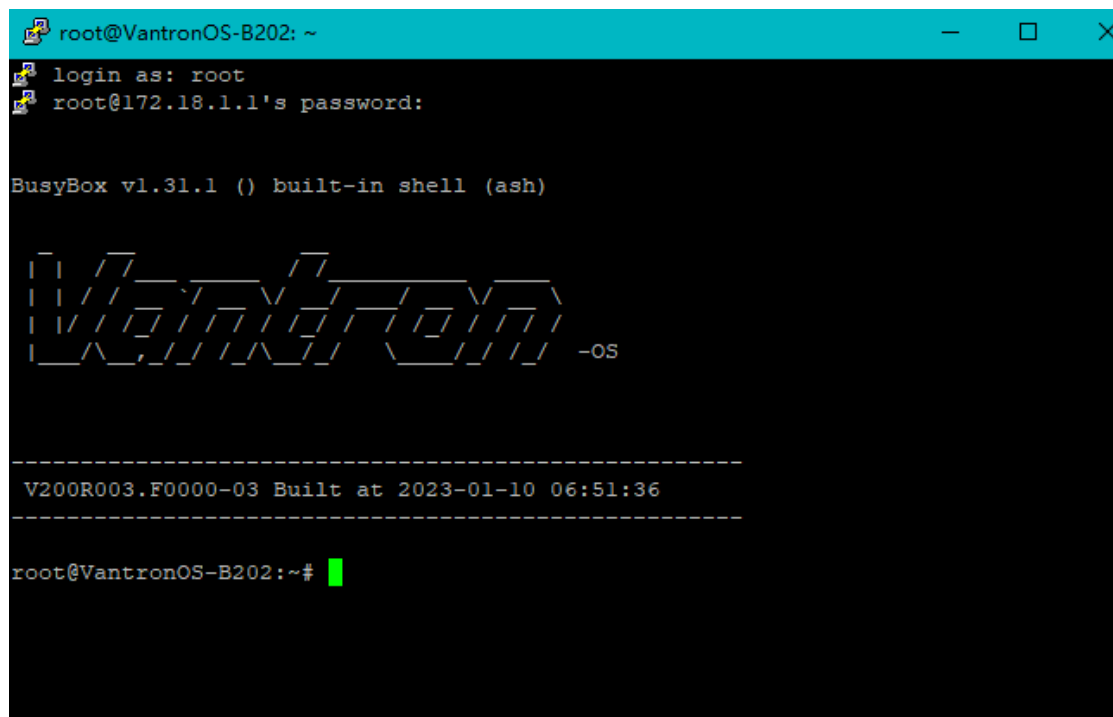 root@VantronOS-B202: ~
login as: root
root@172.18.1.1's password:
BusyBox v1.31.1 () built-in shell (ash)
Vantron -OS
-----------------------------------------------------
V200R003.F0000-03 Built at 2023-01-10 06:51:36
-----------------------------------------------------
root@VantronOS-B202:~#